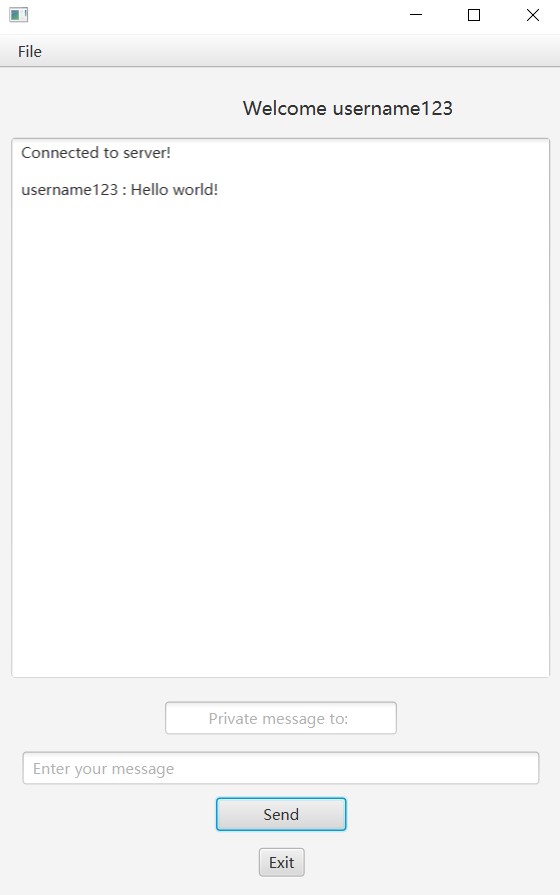 File
Welcome username123
Connected to server!
username123 : Hello world!
Private message to:
Enter your message
Send
Exit